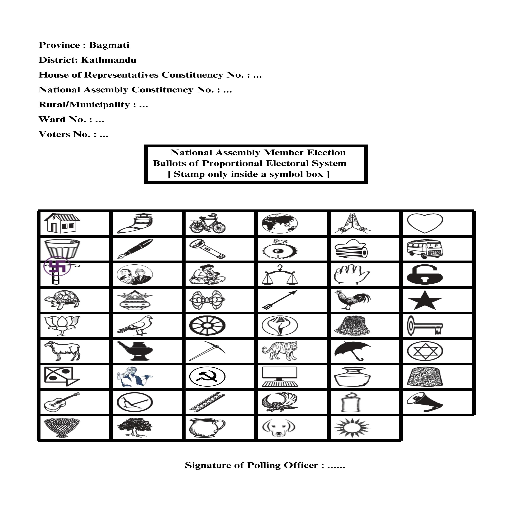 Province : Bagmati
District: Kathmandu
House of Representatives Constituency No. : ...
National Assembly Constituency No. : ...
Rural/Municipality : ...
Ward No. : ...
Voters No. : ...
National Assembly Member Election
Ballots of Proportional Electoral System
[ Stamp only inside a symbol box ]
Signature of Polling Officer : ......